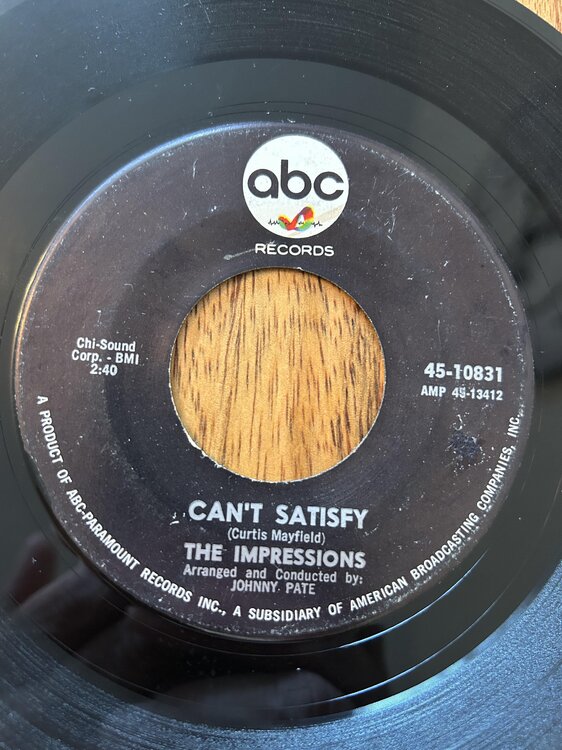 abc
RECORDS
Chi-Sound
Corp. - BMI
2:40
45-10831
AMP 45-13412
CAN'T SATISFY
(Curtis Mayfield)
THE IMPRESSIONS
Arranged and Conducted by:
JOHNNY PATE
A PRODUCT OF ABC-PARAMOUNT RECORDS INC., A SUBSIDIARY OF AMERICAN BROADCASTING COMPANIES, INC.